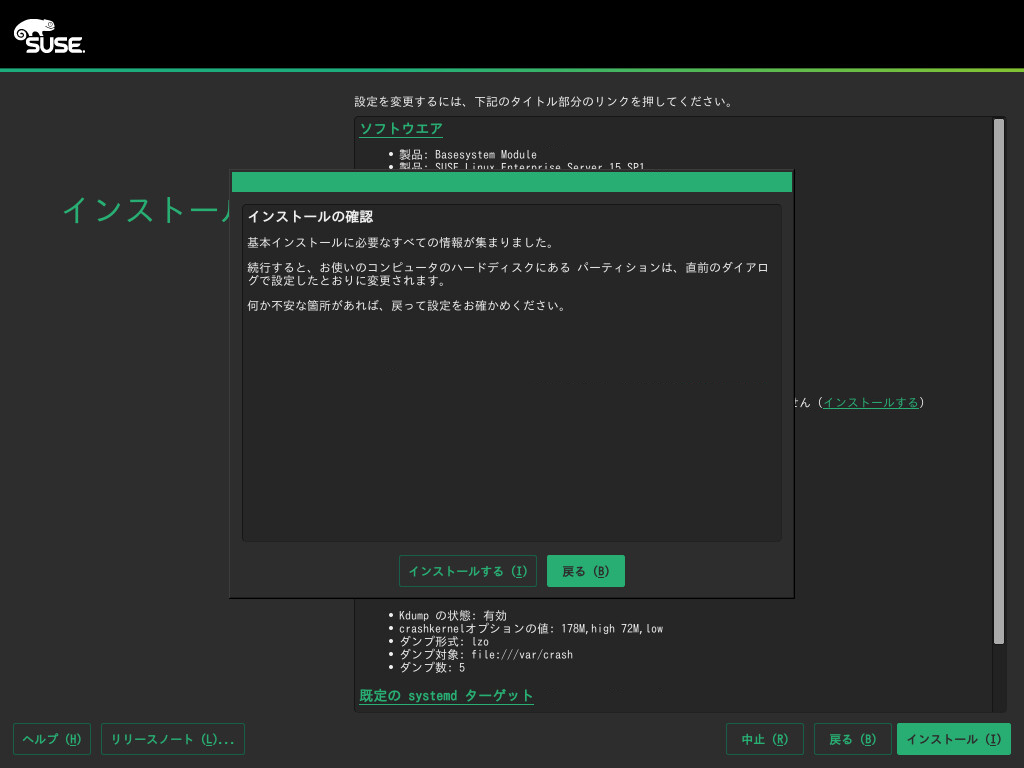 SUSE.
設定を変更するには、下記のタイトル部分のリンクを押してください。
ソフトウエア
• 製品: Basesystem Module
• 製品: SUSE Linux Enterprise Server 15 SP1
インストール
インストールの確認
基本インストールに必要なすべての情報が集まりました。
続行すると、お使いのコンピュータのハードディスクにある パーティションは、直前のダイアロ
グで設定したとおりに変更されます。
何か不安な箇所があれば、戻って設定をお確かめください。
せん (インストールする)
インストールする (I)
戻る (B)
• Kdump の状態: 有効
• crashkernelオプションの値: 178M,high 72M,low
• ダンプ形式: lzo
• ダンプ対象: file:///var/crash
• ダンプ数: 5
既定の systemd ターゲット
ヘルプ (H)
リリースノート (L)...
中止 (R)
戻る (B)
インストール (I)